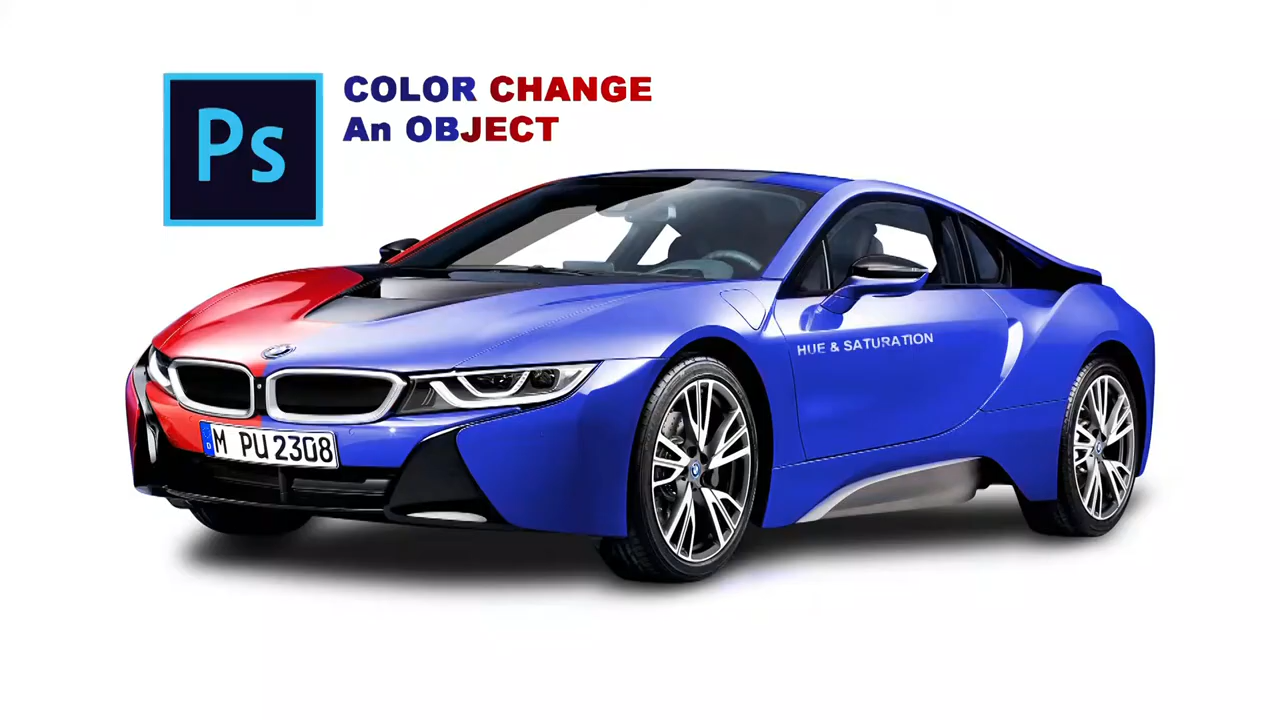 Ps
COLOR CHANGE
An OBJECT
HUE & SATURATION
M PU 2308